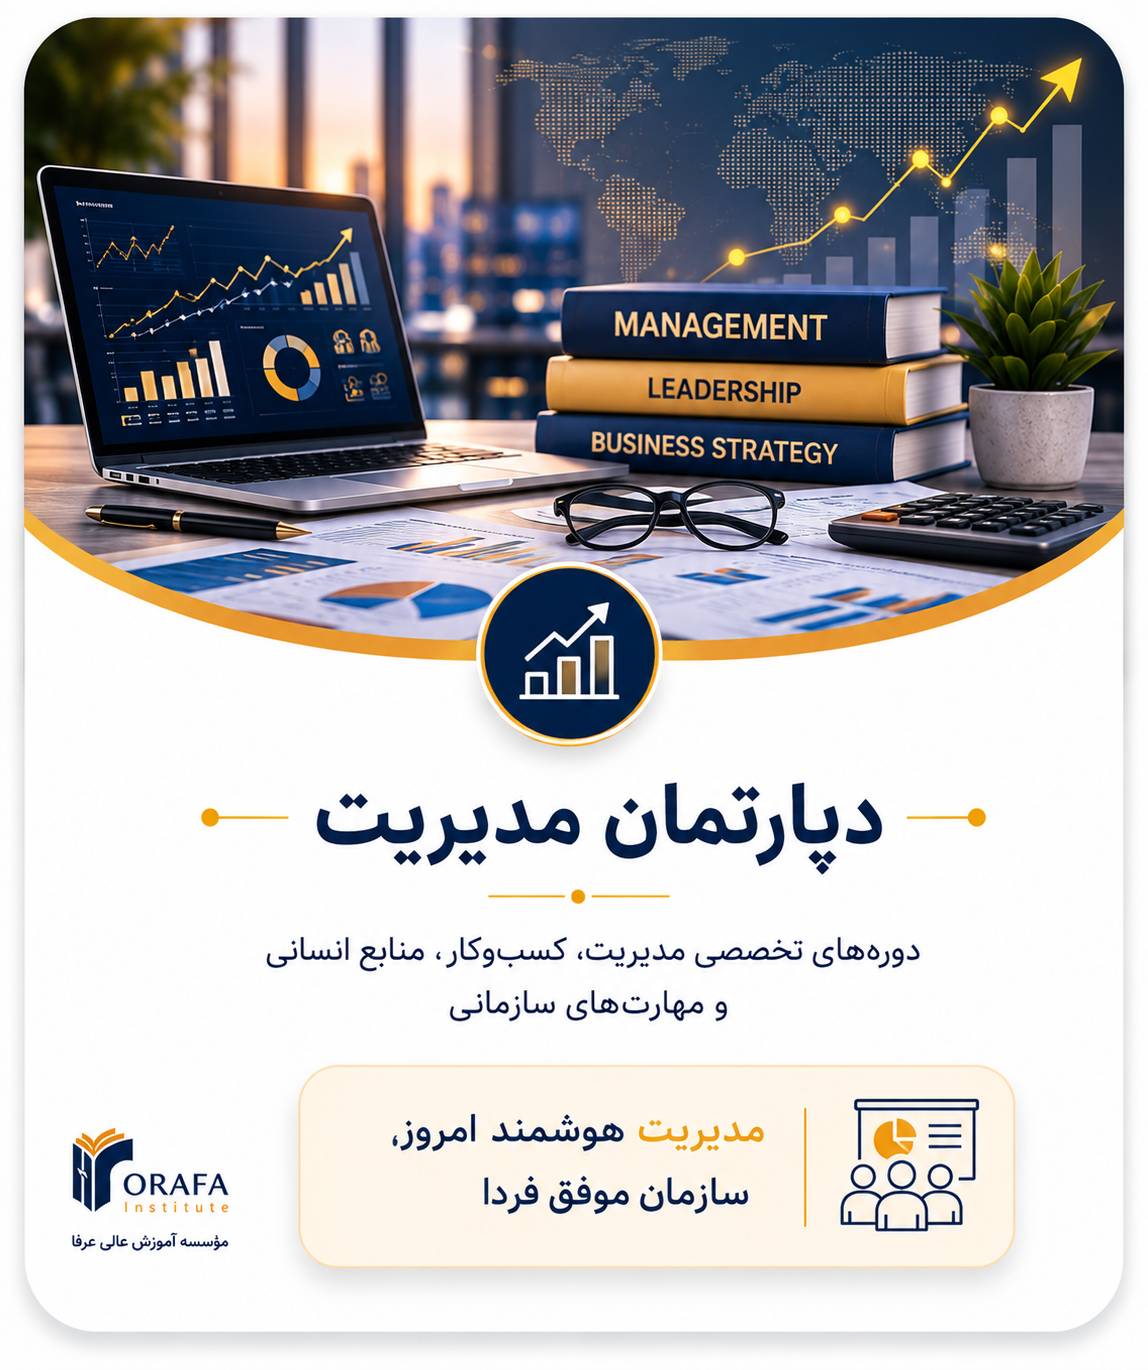 MANAGEMENT
LEADERSHIP
BUSINESS STRATEGY
دپارتمان مدیریت
دوره‌های تخصصی مدیریت، کسب‌وکار، منابع انسانی
و مهارت‌های سازمانی
مدیریت هوشمند امروز,
سازمان موفق فردا
ORAFA
Institute
مؤسسه آموزش عالی عرفا